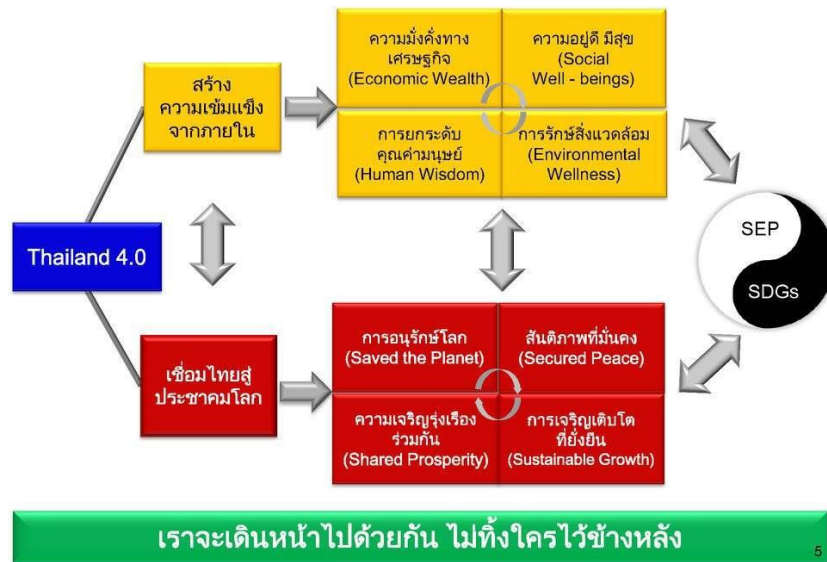 Thailand 4.0
สร้าง
ความเข้มแข็ง
จากภายใน
ความมั่งคั่งทาง
เศรษฐกิจ
(Economic Wealth)
ความอยู่ดี มีสุข
(Social
Well - beings)
การยกระดับ
คุณค่ามนุษย์
(Human Wisdom)
การรักษ์สิ่งแวดล้อม
(Environmental
Wellness)
เชื่อมไทยสู่
ประชาคมโลก
การอนุรักษ์โลก
(Saved the Planet)
สันติภาพที่มั่นคง
(Secured Peace)
ความเจริญรุ่งเรือง
ร่วมกัน
(Shared Prosperity)
การเจริญเติบโต
ที่ยั่งยืน
(Sustainable Growth)
SEP
SDGs
เราจะเดินหน้าไปด้วยกัน ไม่ทิ้งใครไว้ข้างหลัง
5